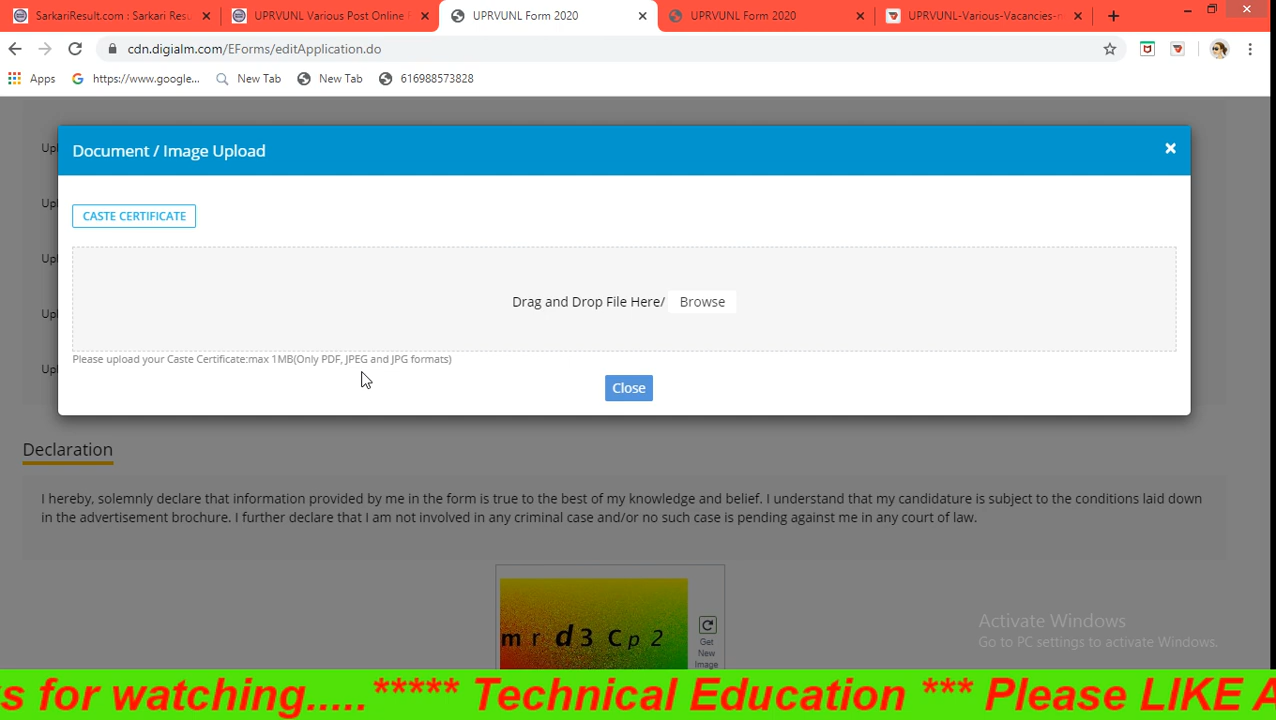 SarkariResult.com : Sarkari Resu
UPRVUNL Various Post Online F
UPRVUNL Form 2020
UPRVUNL Form 2020
UPRVUNL-Various-Vacancies-r
cdn.digialm.com/EForms/editApplication.do
Apps
https://www.google...
New Tab
New Tab
616988573828
Document / Image Upload
CASTE CERTIFICATE
Drag and Drop File Here/ Browse
Please upload your Caste Certificate:max 1MB(Only PDF, JPEG and JPG formats)
Close
Upl
Upl
Upl
Upl
Upl
Declaration
I hereby, solemnly declare that information provided by me in the form is true to the best of my knowledge and belief. I understand that my candidature is subject to the conditions laid down
in the advertisement brochure. I further declare that I am not involved in any criminal case and/or no such case is pending against me in any court of law.
m r d 3 C p 2
Get
New
Image
Activate Windows
Go to PC settings to activate Windows.
s for watching..... ***** Technical Education *** Please LIKE A